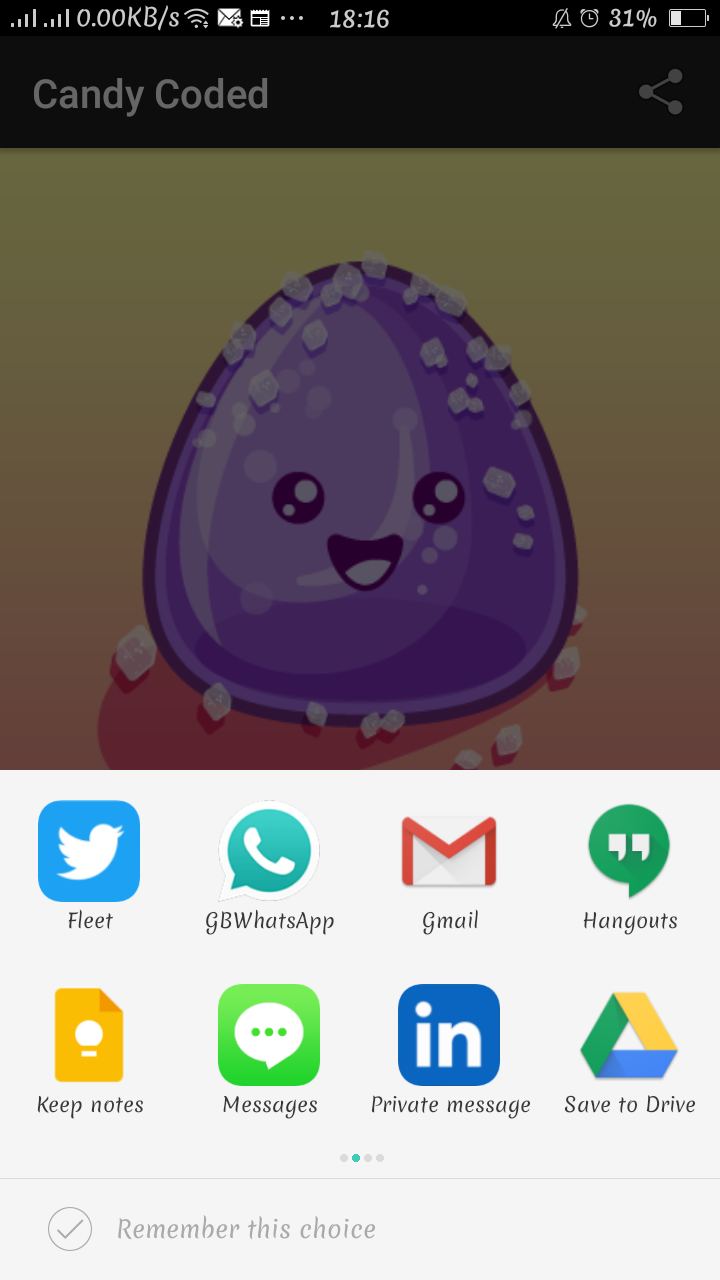 0.00KB/s 18:16 31%
Candy Coded
Fleet GBWhatsApp Gmail Hangouts
in
Keep notes Messages Private message Save to Drive
Remember this choice